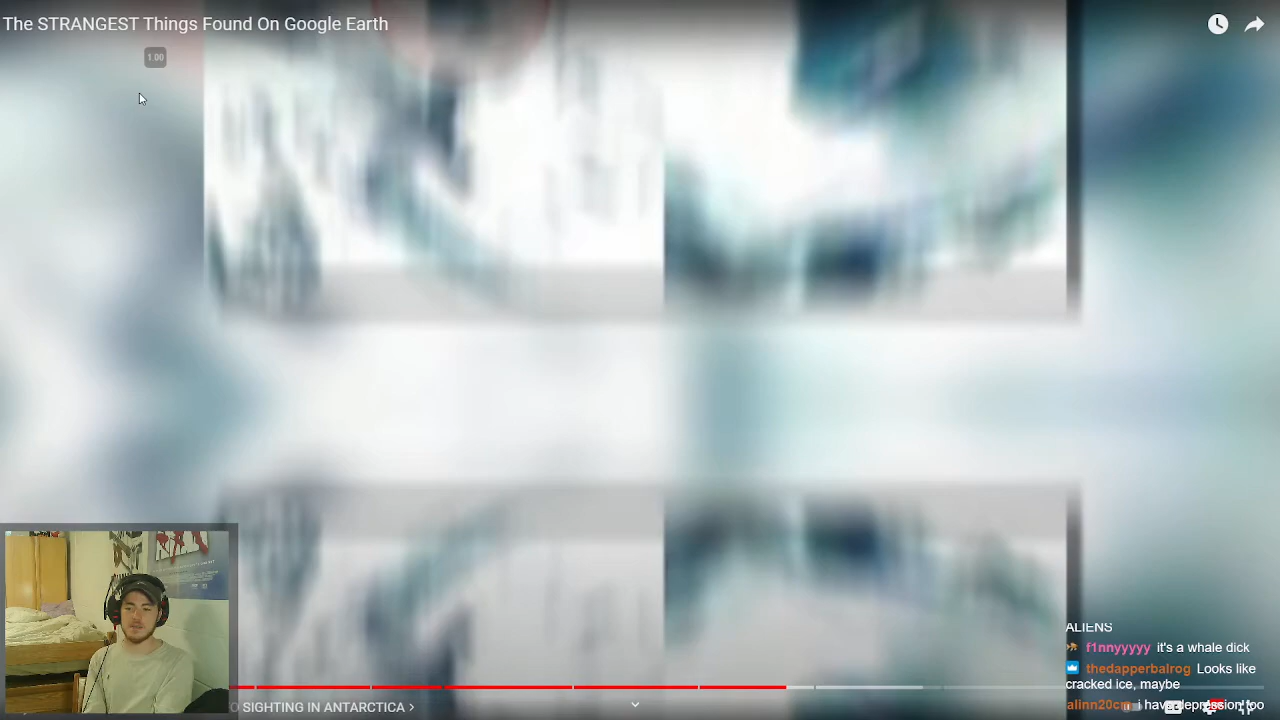 The STRANGEST Things Found On Google Earth
1.00
ALIENS
f1nnyyyyy it's a whale dick
thedapperbalrog Looks like
cracked ice, maybe
i have depression too
O SIGHTING IN ANTARCTICA >